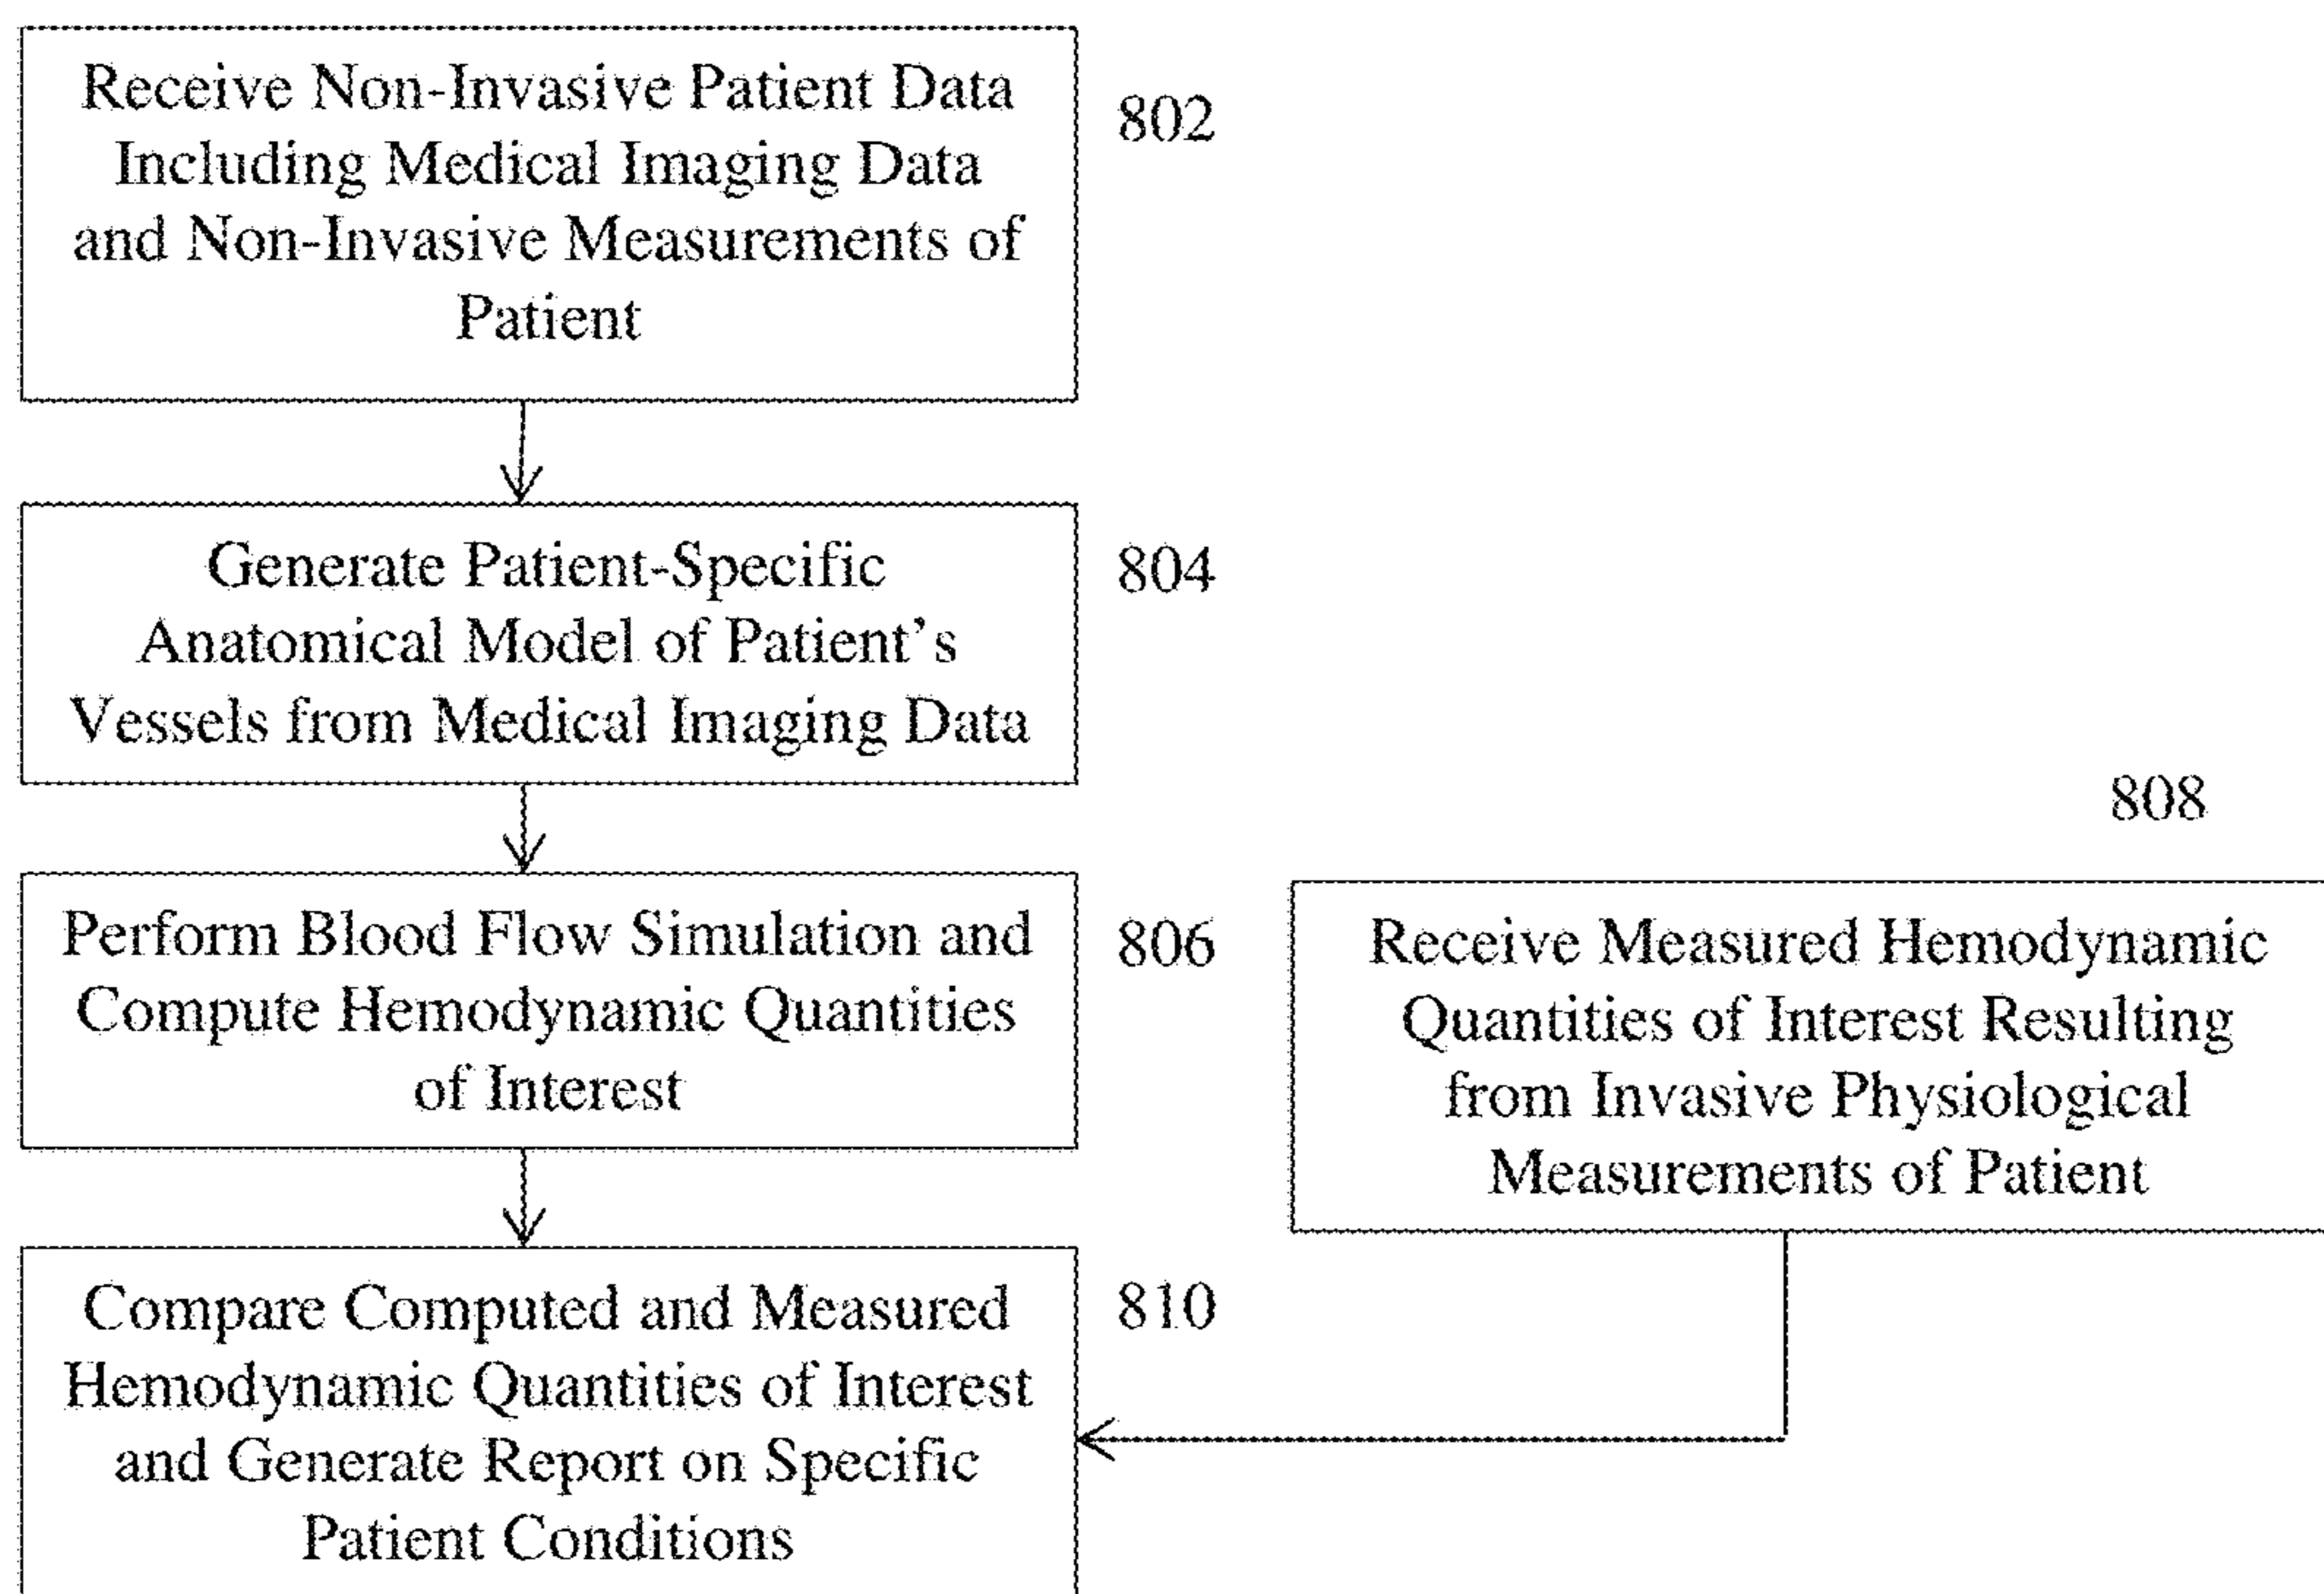 Receive Non-Invasive Patient Data
Including Medical Imaging Data
and Non-Invasive Measurements of
Patient
802
Generate Patient-Specific
Anatomical Model of Patient’s
Vessels from Medical Imaging Data
804
Perform Blood Flow Simulation and
Compute Hemodynamic Quantities
of Interest
806
808
Receive Measured Hemodynamic
Quantities of Interest Resulting
from Invasive Physiological
Measurements of Patient
Compare Computed and Measured
Hemodynamic Quantities of Interest
and Generate Report on Specific
Patient Conditions
810